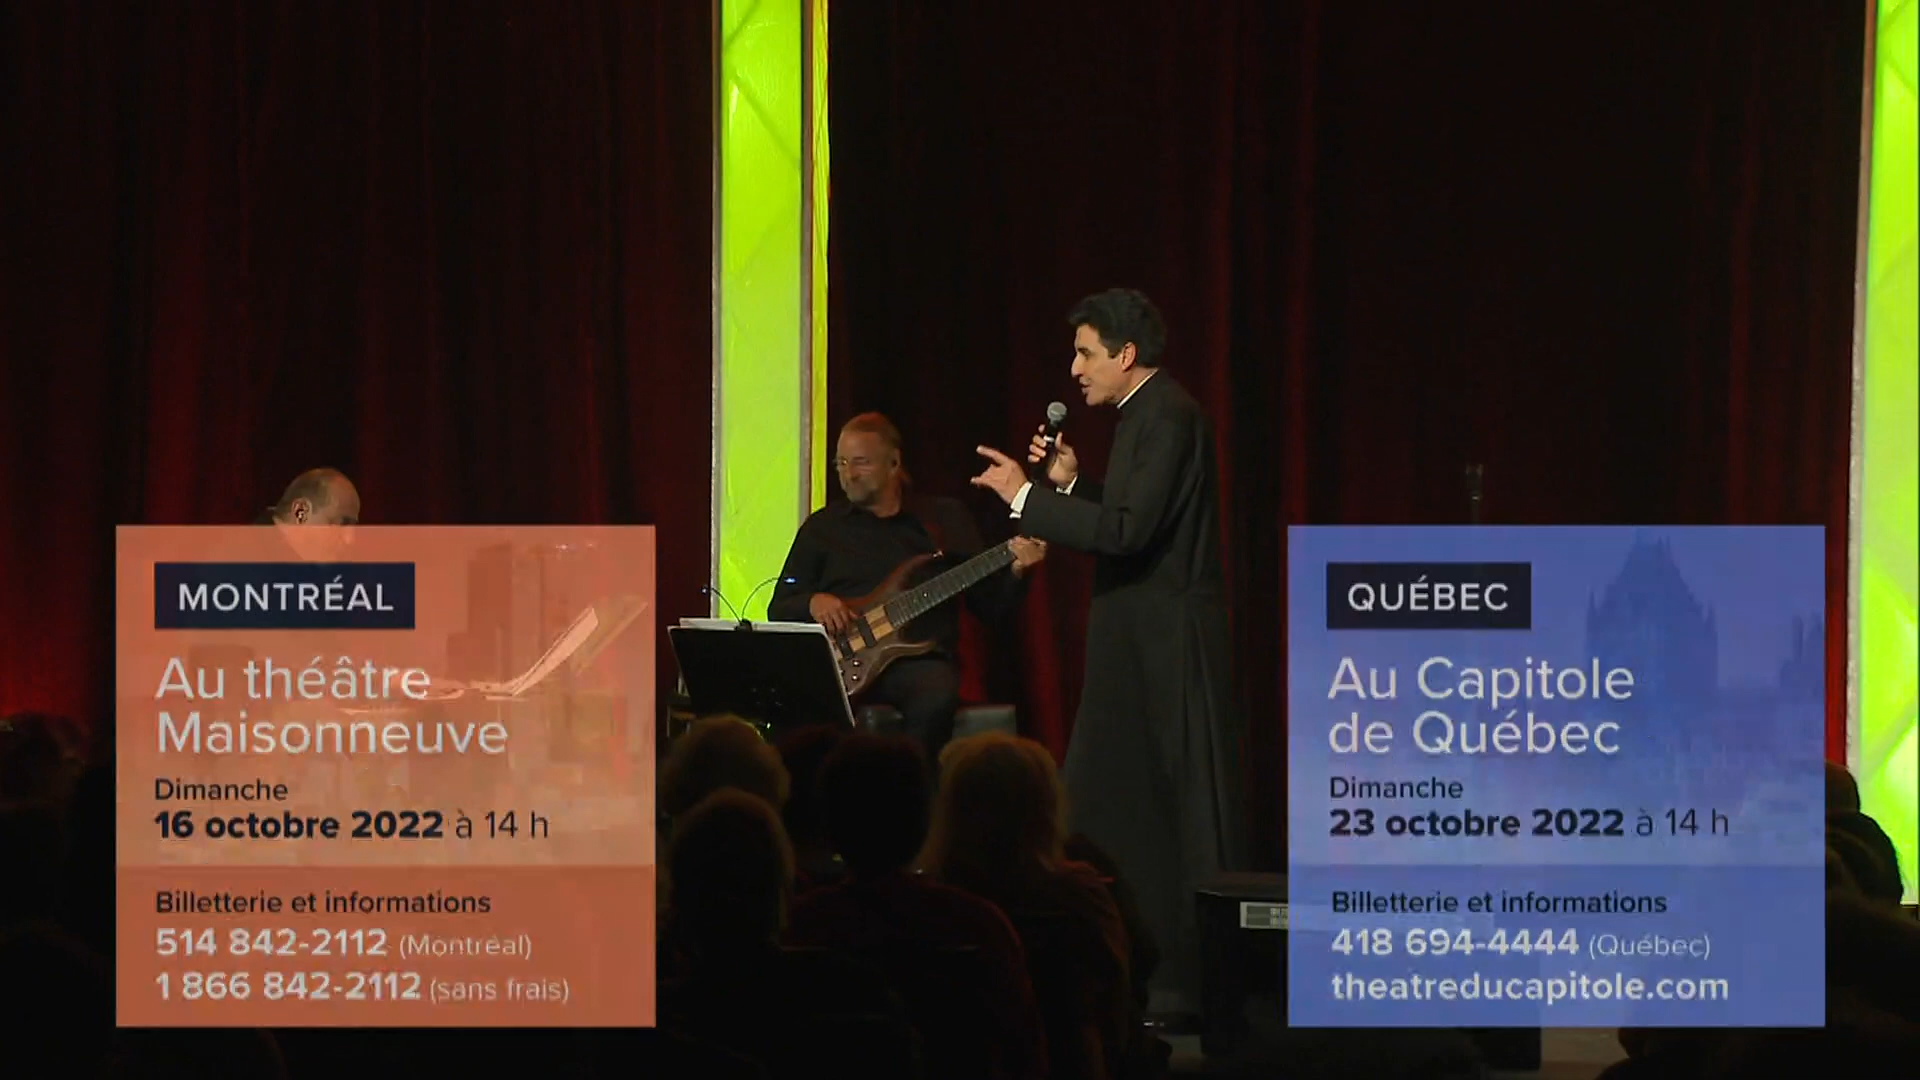 MONTRÉAL
Au théâtre
Maisonneuve
Dimanche
16 octobre 2022 à 14 h
Billetterie et informations
514 842-2112 (Montréal)
1 866 842-2112 (sans frais)
QUÉBEC
Au Capitole
de Québec
Dimanche
23 octobre 2022 à 14 h
Billetterie et informations
418 694-4444 (Québec)
theatreducapitole.com